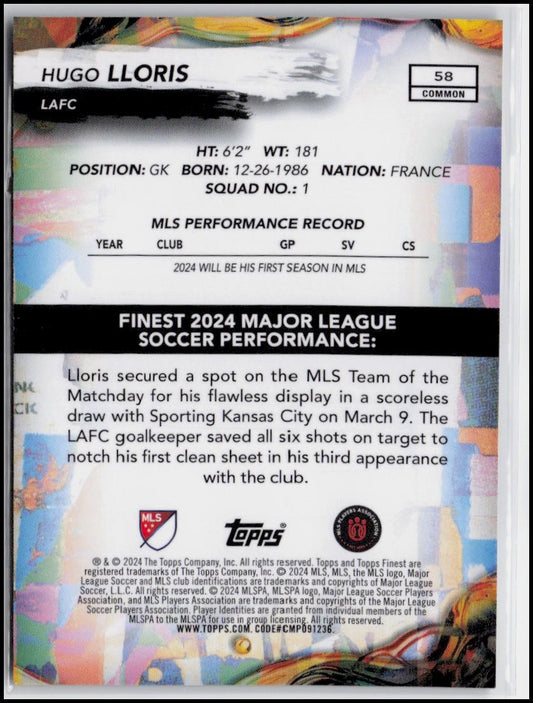 HUGO LLORIS
LAFC
58
COMMON
HT: 6'2" WT: 181
POSITION: GK BORN: 12-26-1986 NATION: FRANCE
SQUAD NO.: 1
MLS PERFORMANCE RECORD
YEAR CLUB GP SV CS
2024 WILL BE HIS FIRST SEASON IN MLS
FINEST 2024 MAJOR LEAGUE
SOCCER PERFORMANCE:
Lloris secured a spot on the MLS Team of the
Matchday for his flawless display in a scoreless
draw with Sporting Kansas City on March 9. The
LAFC goalkeeper saved all six shots on target to
notch his first clean sheet in his third appearance
with the club.
MLS
Topps®
MLS PLAYERS ASSOCIATION
® & © 2024 The Topps Company, Inc. All rights reserved. Topps and Topps Finest are
registered trademarks of The Topps Company, Inc. © 2024 MLS, MLS, the MLS logo, Major
League Soccer and MLS club identifications are trademarks and copyrights of Major League
Soccer, L.L.C. All rights reserved. © 2024 MLSPA, MLSPA logo, Major League Soccer Players
Association, and MLS Players Association are trademarks and copyrights of Major League
Soccer Players Association. Player Identities are granted from individual members of the
MLSPA to the MLSPA for use in group licensing. All rights reserved.
WWW.TOPPS.COM. CODE#CMP091236.